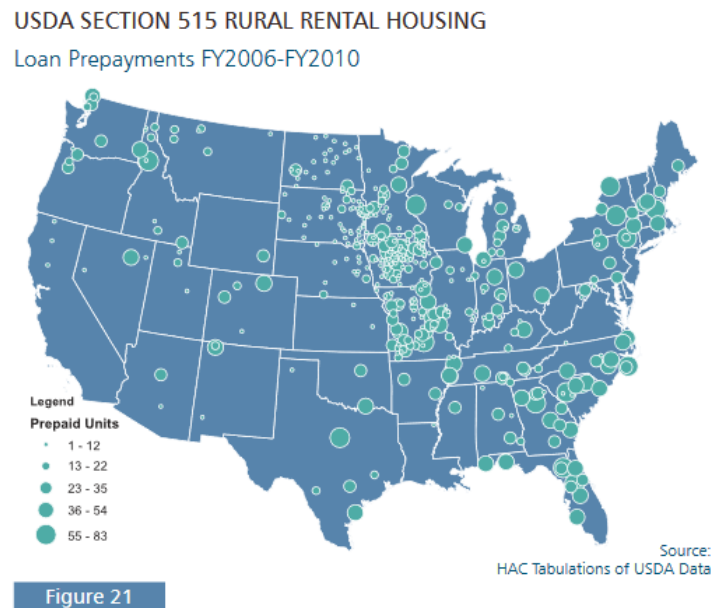 USDA SECTION 515 RURAL RENTAL HOUSING
Loan Prepayments FY2006-FY2010
Legend
Prepaid Units
1 - 12
13 - 22
23 - 35
36 - 54
55 - 83
Source:
HAC Tabulations of USDA Data
Figure 21